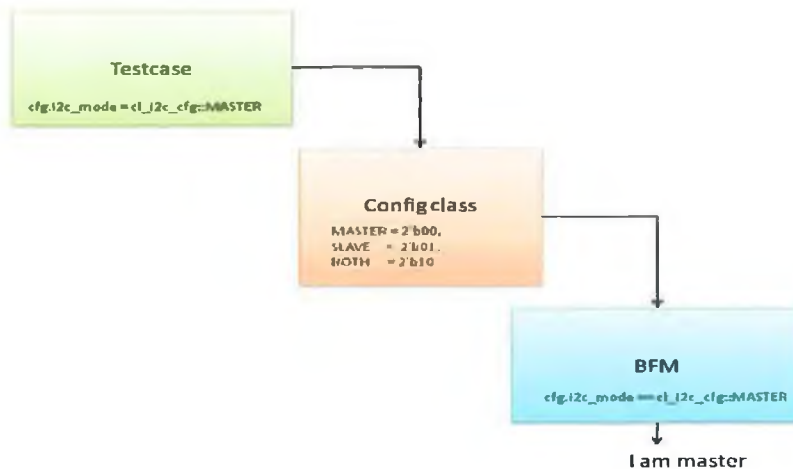 Testcase
cfg.i2c_mode = cl_i2c_cfg::MASTER
Config class
MASTER = 2'b00,
SLAVE = 2'b01,
BOTH = 2'b10
BFM
cfg.i2c_mode == cl_i2c_cfg::MASTER
I am master